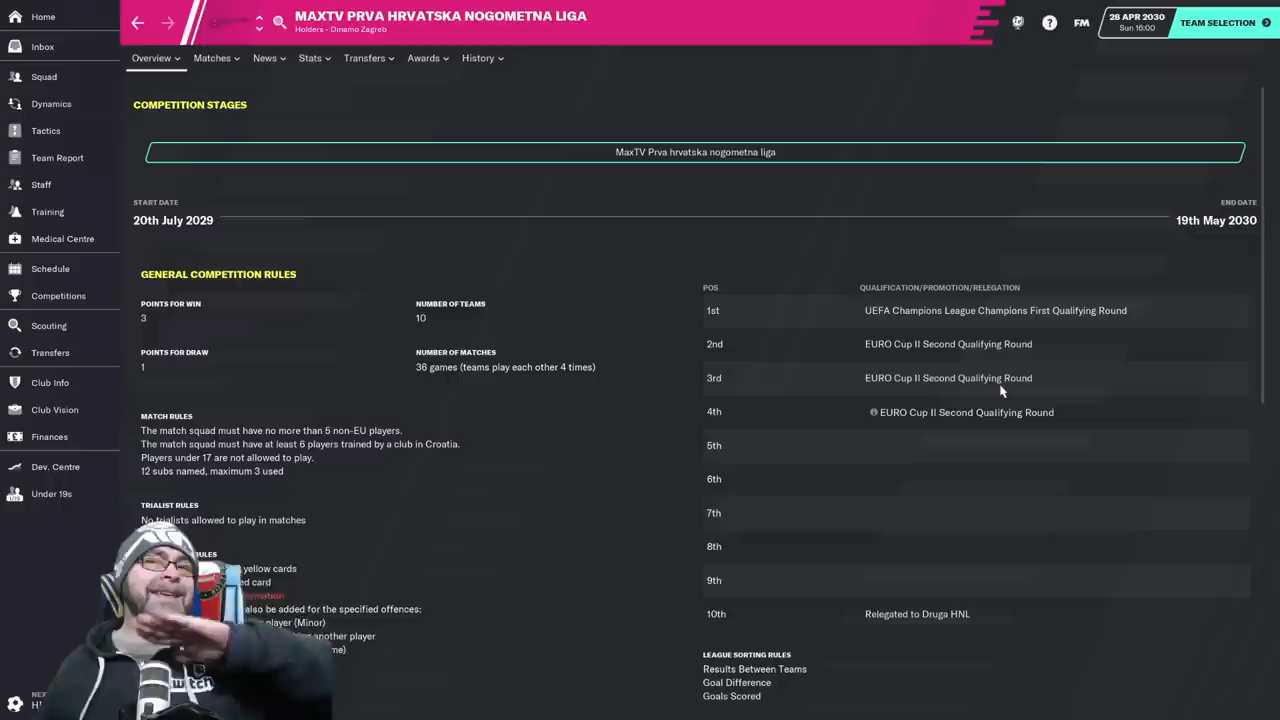 Home
MAXTV PRVA HRVATSKA NOGOMETNA LIGA
Holders - Dinamo Zagreb
FM
28 APR 2030
Sun 16:00
TEAM SELECTION
Inbox
Squad
Dynamics
Tactics
Team Report
Staff
Training
Medical Centre
Schedule
Competitions
Scouting
Transfers
Club Info
Club Vision
Finances
Dev. Centre
Under 19s
Overview
Matches
News
Stats
Transfers
Awards
History
COMPETITION STAGES
MaxTV Prva hrvatska nogometna liga
START DATE
20th July 2029
END DATE
19th May 2030
GENERAL COMPETITION RULES
POINTS FOR WIN
3
NUMBER OF TEAMS
10
POINTS FOR DRAW
1
NUMBER OF MATCHES
36 games (teams play each other 4 times)
MATCH RULES
The match squad must have no more than 5 non-EU players.
The match squad must have at least 6 players trained by a club in Croatia.
Players under 17 are not allowed to play.
12 subs named, maximum 3 used
TRIALIST RULES
No trialists allowed to play in matches
RULES
yellow cards
card
also be added for the specified offences:
player (Minor)
another player
POS QUALIFICATION/PROMOTION/RELEGATION
1st UEFA Champions League Champions First Qualifying Round
2nd EURO Cup II Second Qualifying Round
3rd EURO Cup II Second Qualifying Round
4th EURO Cup II Second Qualifying Round
5th
6th
7th
8th
9th
10th Relegated to Druga HNL
LEAGUE SORTING RULES
Results Between Teams
Goal Difference
Goals Scored